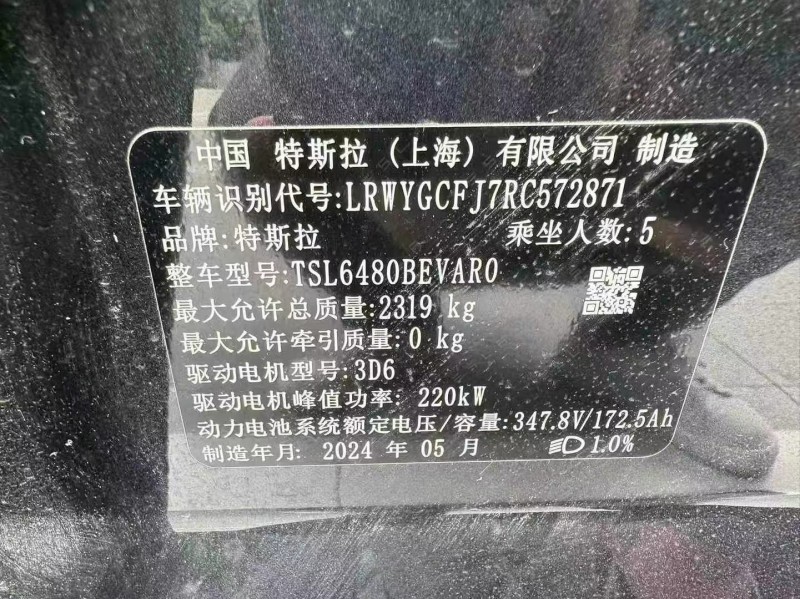 中国 特斯拉（上海）有限公司 制造
车辆识别代号:LRWYGCFJ7RC572871
品牌:特斯拉 乘坐人数:5
整车型号:TSL6480BEVAR0
最大允许总质量:2319 kg
最大允许牵引质量:0 kg
驱动电机型号:3D6
驱动电机峰值功率: 220kW
动力电池系统额定电压/容量:347.8V/172.5Ah
制造年月: 2024 年 05 月 1.0%